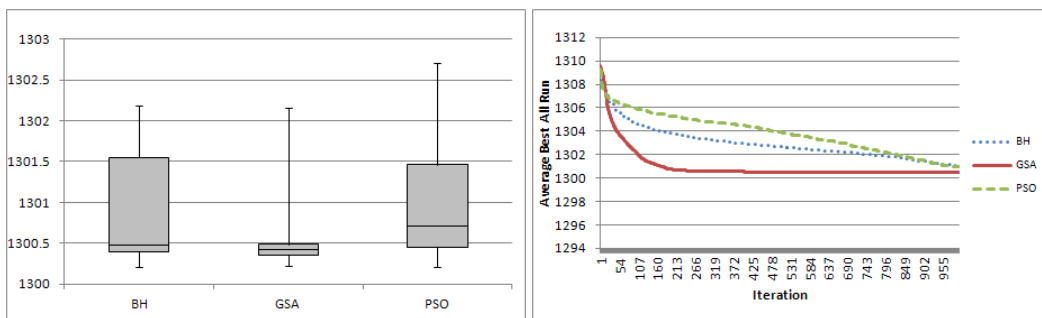 1303
1302.5
1302
1301.5
1301
1300.5
1300
BH GSA PSO
1312
1310
1308
1306
1304
1302
1300
1298
1296
1294
Average Best All Run
1 54 107 160 213 266 319 372 425 478 531 584 637 690 743 796 849 902 955
Iteration
BH
GSA
PSO